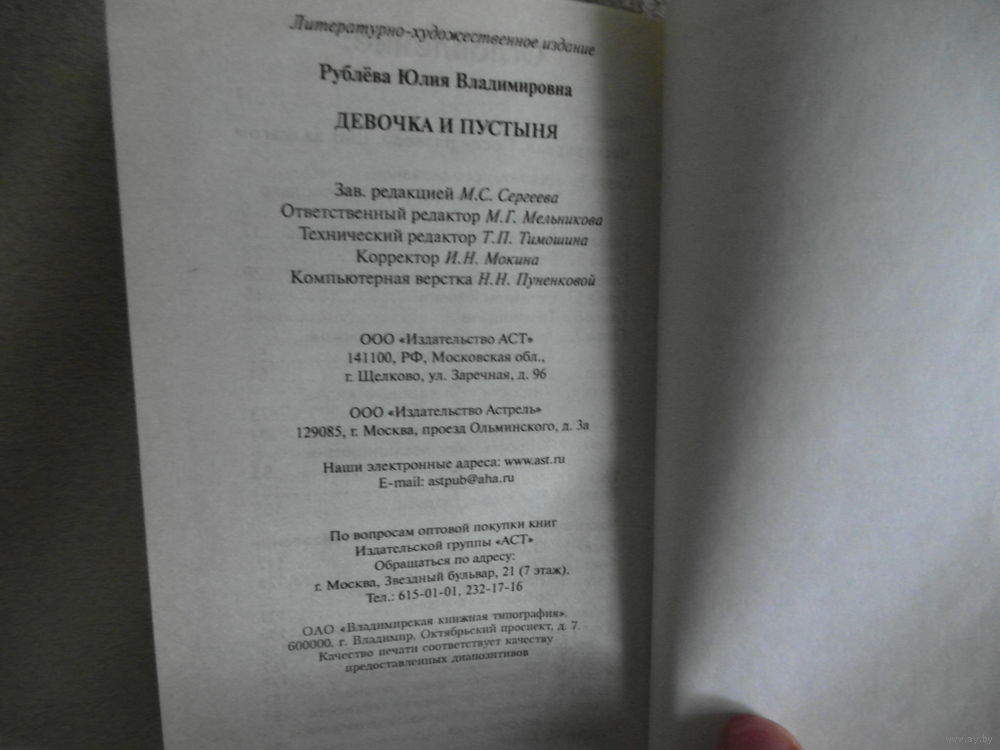 Литературно-художественное издание
Рублёва Юлия Владимировна
ДЕВОЧКА И ПУСТЫНЯ
Зав. редакцией М.С. Сергеева
Ответственный редактор М.Г. Мельникова
Технический редактор Т.П. Тимошина
Корректор И.Н. Мокина
Компьютерная верстка Н.Н. Пуненковой
ООО «Издательство АСТ»
141100, РФ, Московская обл.,
г. Щелково, ул. Заречная, д. 96
ООО «Издательство Астрель»
129085, г. Москва, проезд Ольминского, д. 3а
Наши электронные адреса: www.ast.ru
E-mail: astpub@aha.ru
По вопросам оптовой покупки книг
Издательской группы «АСТ»
Обращаться по адресу:
г. Москва, Звездный бульвар, 21 (7 этаж).
Тел.: 615-01-01, 232-17-16
ОАО «Владимирская книжная типография».
600000, г. Владимир, Октябрьский проспект, д. 7.
Качество печати соответствует качеству
предоставленных диапозитивов
www.ay.by